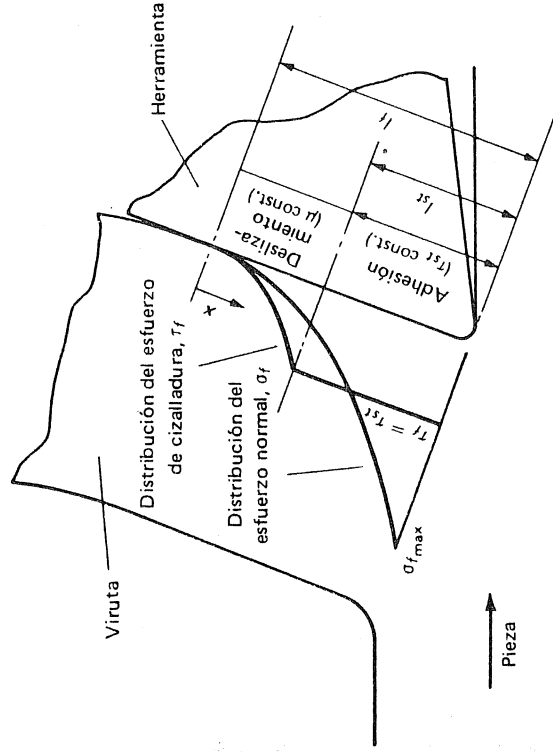 Viruta
Distribución del esfuerzo
de cizalladura, τf
Distribución del
esfuerzo normal, σf
Herramienta
x
Desliza-
miento
(μ const.)
Adhesión
(τst const.)
lst
lf
τf = τst
σfmax
Pieza